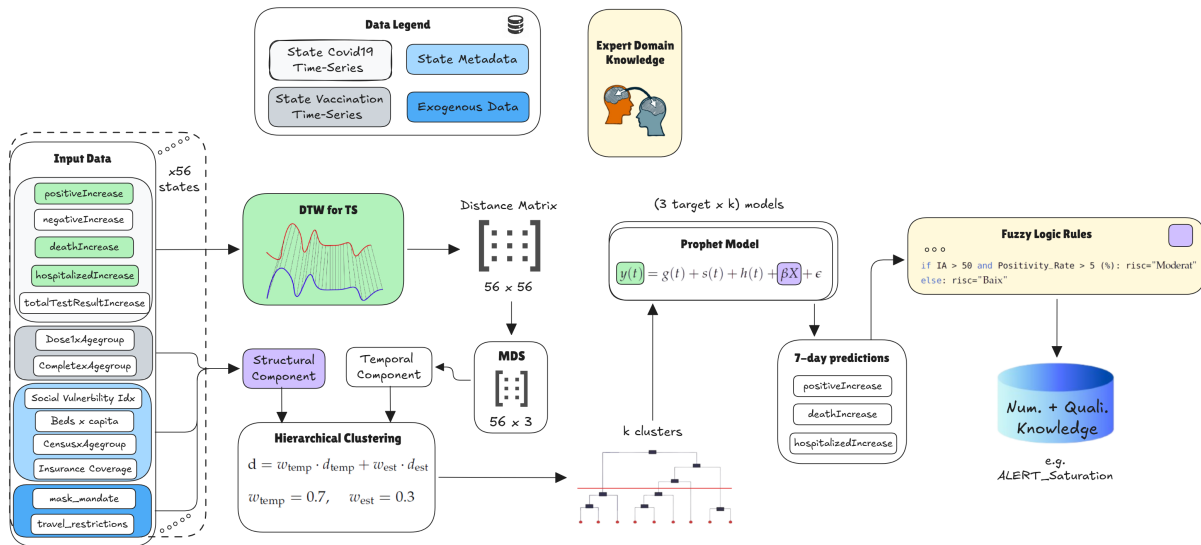 Data Legend
State Covid19
Time-Series
State Metadata
State Vaccination
Time-Series
Exogenous Data
Expert Domain
Knowledge
Input Data
x56
states
positiveIncrease
negativeIncrease
deathIncrease
hospitalizedIncrease
totalTestResultIncrease
Dose1xAgegroup
CompletexAgegroup
Social Vulnerbility Idx
Beds x capita
CensusxAgegroup
Insurance Coverage
mask_mandate
travel_restrictions
DTW for TS
Distance Matrix
56 x 56
MDS
56 x 3
Structural
Component
Temporal
Component
Hierarchical Clustering
d = w_temp · d_temp + w_est · d_est
w_temp = 0.7, w_est = 0.3
k clusters
(3 target x k) models
Prophet Model
y(t) = g(t) + s(t) + h(t) + βX + ϵ
7-day predictions
positiveIncrease
deathIncrease
hospitalizedIncrease
Fuzzy Logic Rules
if IA > 50 and Positivity_Rate > 5 (%): risc="Moderat"
else: risc="Baix"
Num. + Quali.
Knowledge
e.g.
ALERT_Saturation